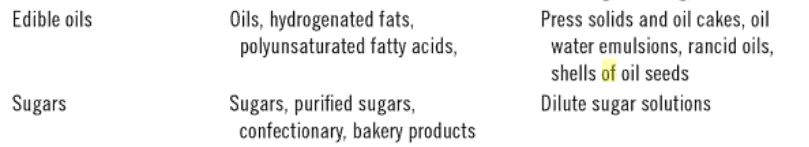 Edible oils
Oils, hydrogenated fats,
polyunsaturated fatty acids,
Press solids and oil cakes, oil
water emulsions, rancid oils,
shells of oil seeds
Sugars
Sugars, purified sugars,
confectionary, bakery products
Dilute sugar solutions